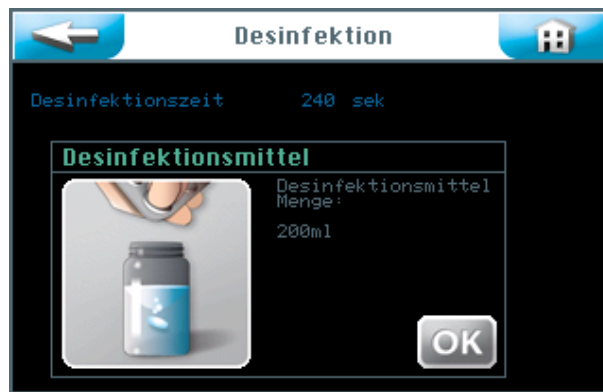 Desinfektion
Desinfektionszeit 240 sek
Desinfektionsmittel
Desinfektionsmittel
Menge:
200ml
OK